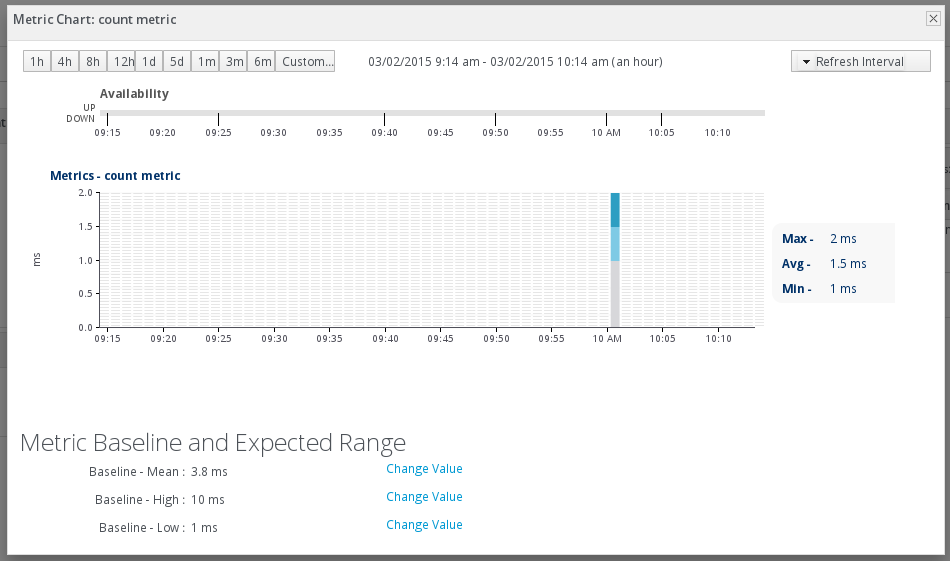 Metric Chart: count metric
1h 4h 8h 12h 1d 5d 1m 3m 6m Custom... 03/02/2015 9:14 am - 03/02/2015 10:14 am (an hour) Refresh Interval
Availability
UP
DOWN
09:15 09:20 09:25 09:30 09:35 09:40 09:45 09:50 09:55 10 AM 10:05 10:10
Metrics - count metric
2.0
1.5
1.0
0.5
0.0
ms
09:15 09:20 09:25 09:30 09:35 09:40 09:45 09:50 09:55 10 AM 10:05 10:10
Max - 2 ms
Avg - 1.5 ms
Min - 1 ms
Metric Baseline and Expected Range
Baseline - Mean : 3.8 ms Change Value
Baseline - High : 10 ms Change Value
Baseline - Low : 1 ms Change Value